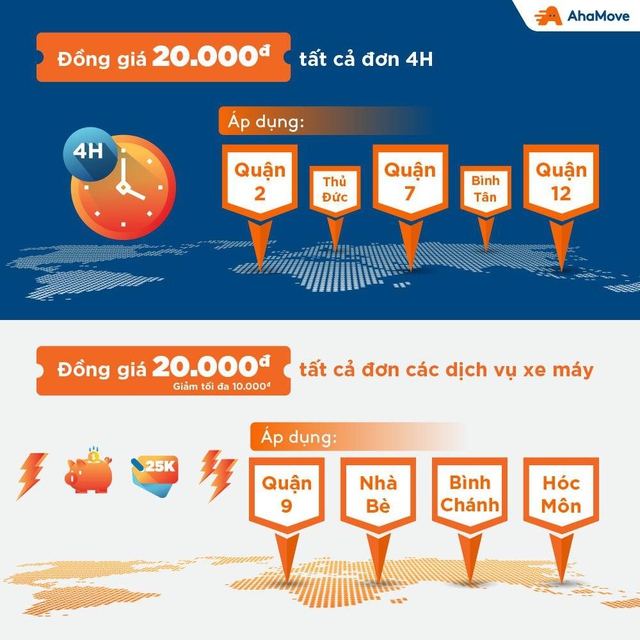 AhaMove
Đồng giá 20.000đ tất cả đơn 4H
Áp dụng:
4H
Quận
2
Thủ
Đức
Quận
7
Bình
Tân
Quận
12
Đồng giá 20.000đ tất cả đơn các dịch vụ xe máy
Giảm tối đa 10.000đ
Áp dụng:
25K
Quận
9
Nhà
Bè
Bình
Chánh
Hóc
Môn